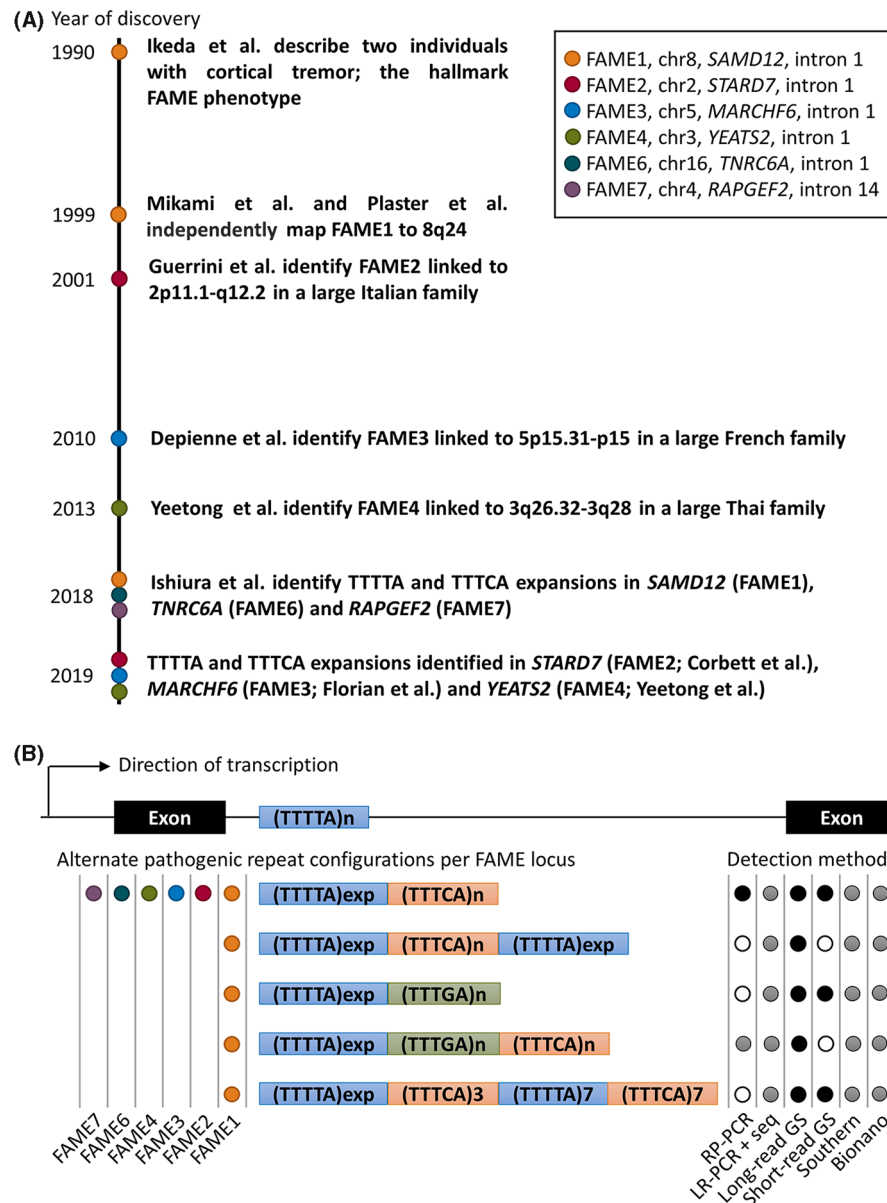 (A) Year of discovery
1990
Ikeda et al. describe two individuals
with cortical tremor; the hallmark
FAME phenotype
FAME1, chr8, SAMD12, intron 1
FAME2, chr2, STARD7, intron 1
FAME3, chr5, MARCHF6, intron 1
FAME4, chr3, YEATS2, intron 1
FAME6, chr16, TNRC6A, intron 1
FAME7, chr4, RAPGEF2, intron 14
1999
Mikami et al. and Plaster et al.
independently map FAME1 to 8q24
2001
Guerrini et al. identify FAME2 linked to
2p11.1-q12.2 in a large Italian family
2010
Depienne et al. identify FAME3 linked to 5p15.31-p15 in a large French family
2013
Yeetong et al. identify FAME4 linked to 3q26.32-3q28 in a large Thai family
2018
Ishiura et al. identify TTTTA and TTTCA expansions in SAMD12 (FAME1),
TNRC6A (FAME6) and RAPGEF2 (FAME7)
2019
TTTTA and TTTCA expansions identified in STARD7 (FAME2; Corbett et al.),
MARCHF6 (FAME3; Florian et al.) and YEATS2 (FAME4; Yeetong et al.)
(B)
Direction of transcription
Exon (TTTTA)n Exon
Alternate pathogenic repeat configurations per FAME locus
Detection method
(TTTTA)exp (TTTCA)n
(TTTTA)exp (TTTCA)n (TTTTA)exp
(TTTTA)exp (TTTGA)n
(TTTTA)exp (TTTGA)n (TTTCA)n
(TTTTA)exp (TTTCA)3 (TTTTA)7 (TTTCA)7
FAME7
FAME6
FAME4
FAME3
FAME2
FAME1
RP-PCR
LR-PCR + seq
Long-read GS
Short-read GS
Southern
Bionano